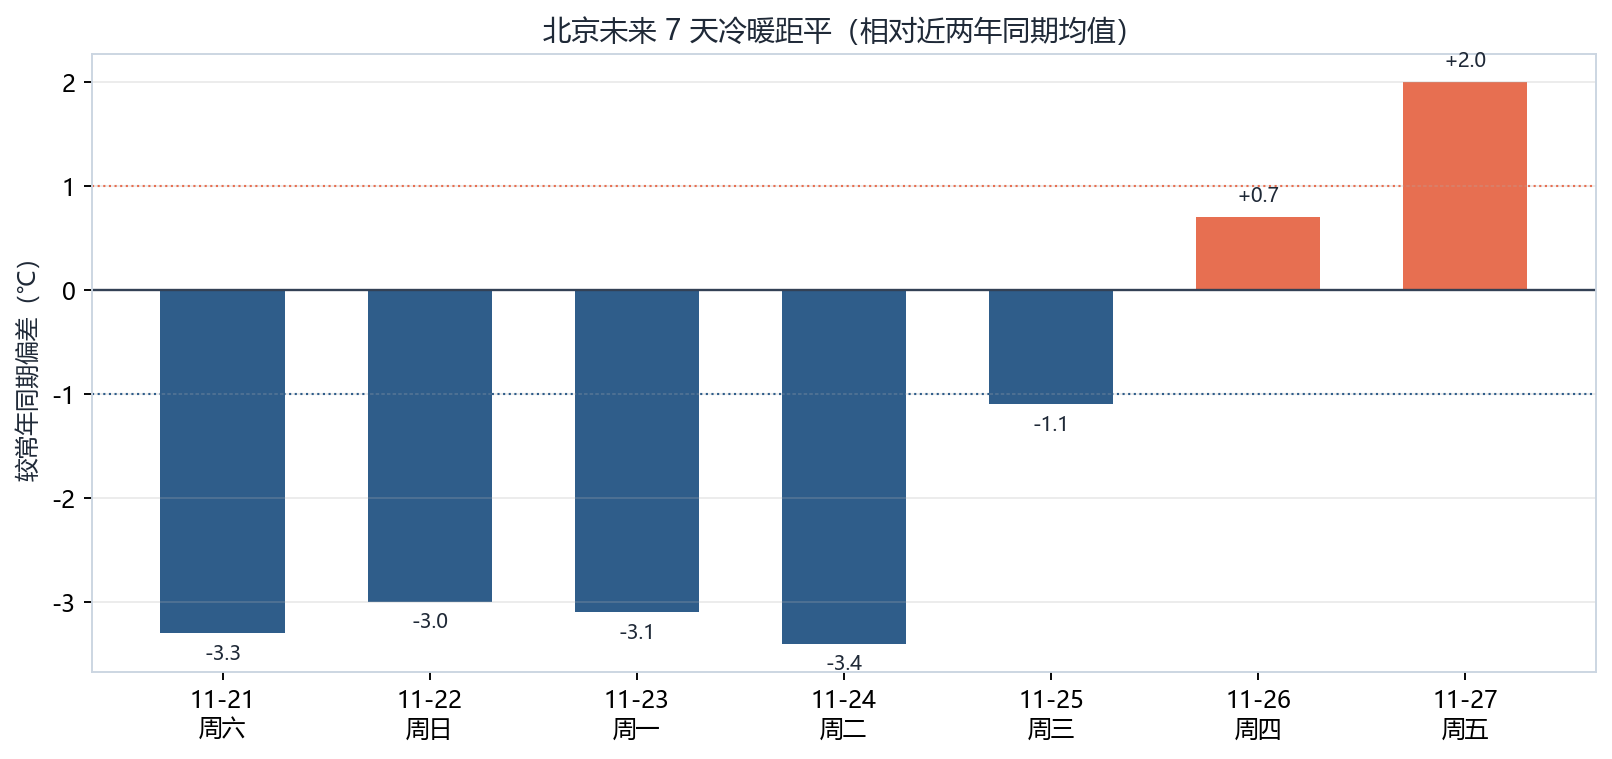 北京未来 7 天冷暖距平（相对近两年同期均值）
较常年同期偏差（℃）
2
1
0
-1
-2
-3
-3.3
-3.0
-3.1
-3.4
-1.1
+0.7
+2.0
11-21
周六
11-22
周日
11-23
周一
11-24
周二
11-25
周三
11-26
周四
11-27
周五